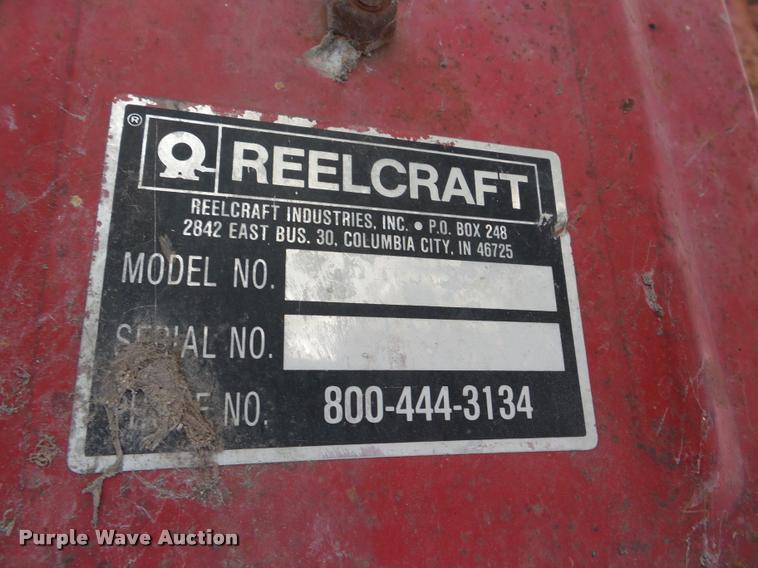 ®
REELCRAFT
REELCRAFT INDUSTRIES, INC. • P.O. BOX 248
2842 EAST BUS. 30, COLUMBIA CITY, IN 46725
MODEL NO.
SERIAL NO.
PHONE NO. 800-444-3134
Purple Wave Auction